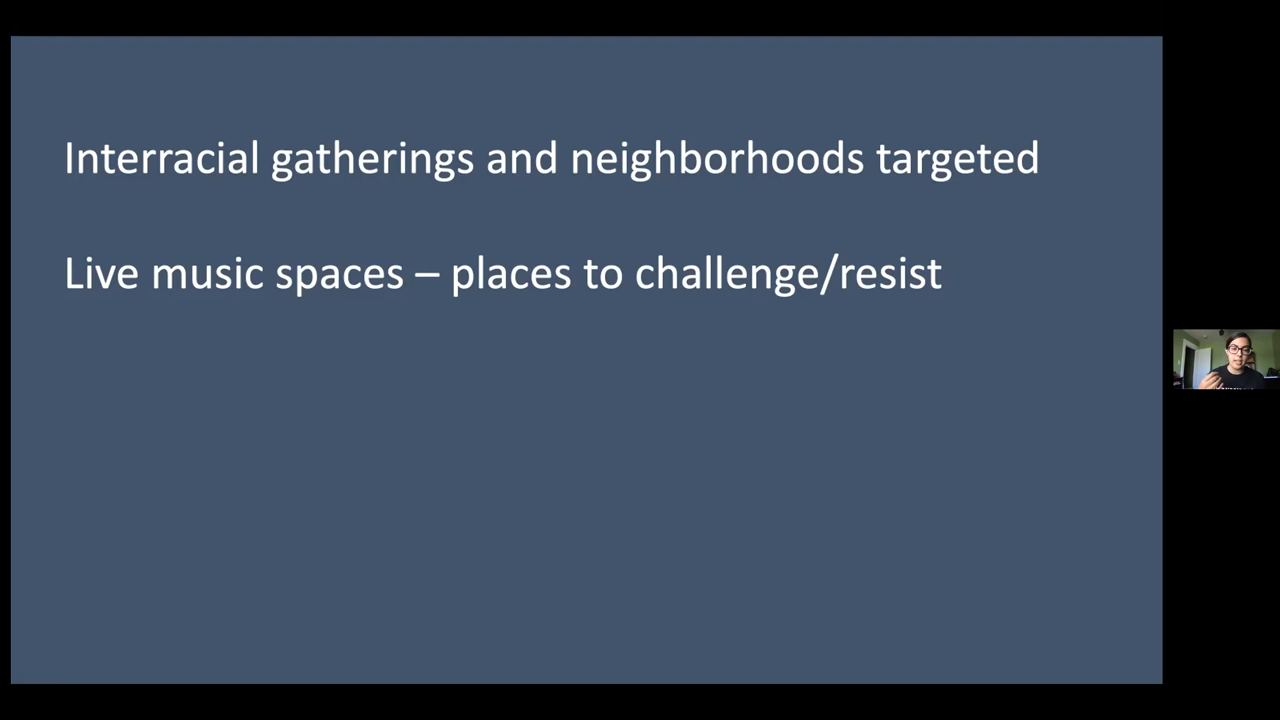 Interracial gatherings and neighborhoods targeted
Live music spaces – places to challenge/resist